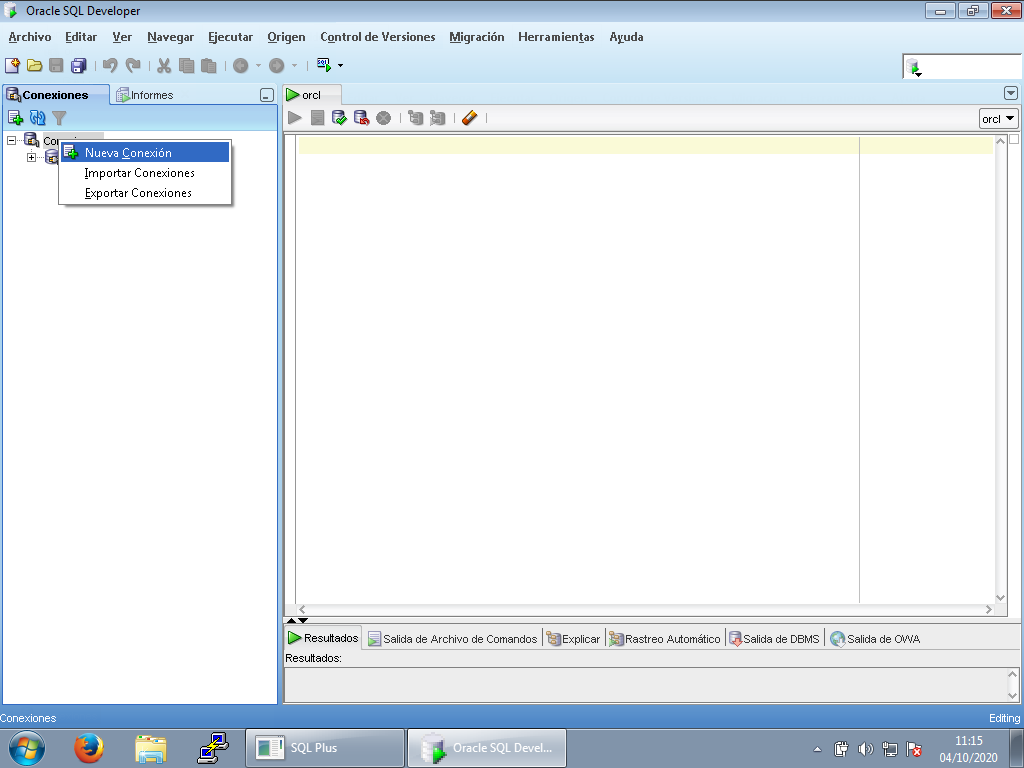 Oracle SQL Developer
Archivo Editar Ver Navegar Ejecutar Origen Control de Versiones Migración Herramientas Ayuda
Conexiones Informes
orcl
orcl
Nueva Conexión
Importar Conexiones
Exportar Conexiones
Resultados Salida de Archivo de Comandos Explicar Rastreo Automático Salida de DBMS Salida de OWA
Resultados:
Conexiones Editing
SQL Plus Oracle SQL Devel...
11:15
04/10/2020